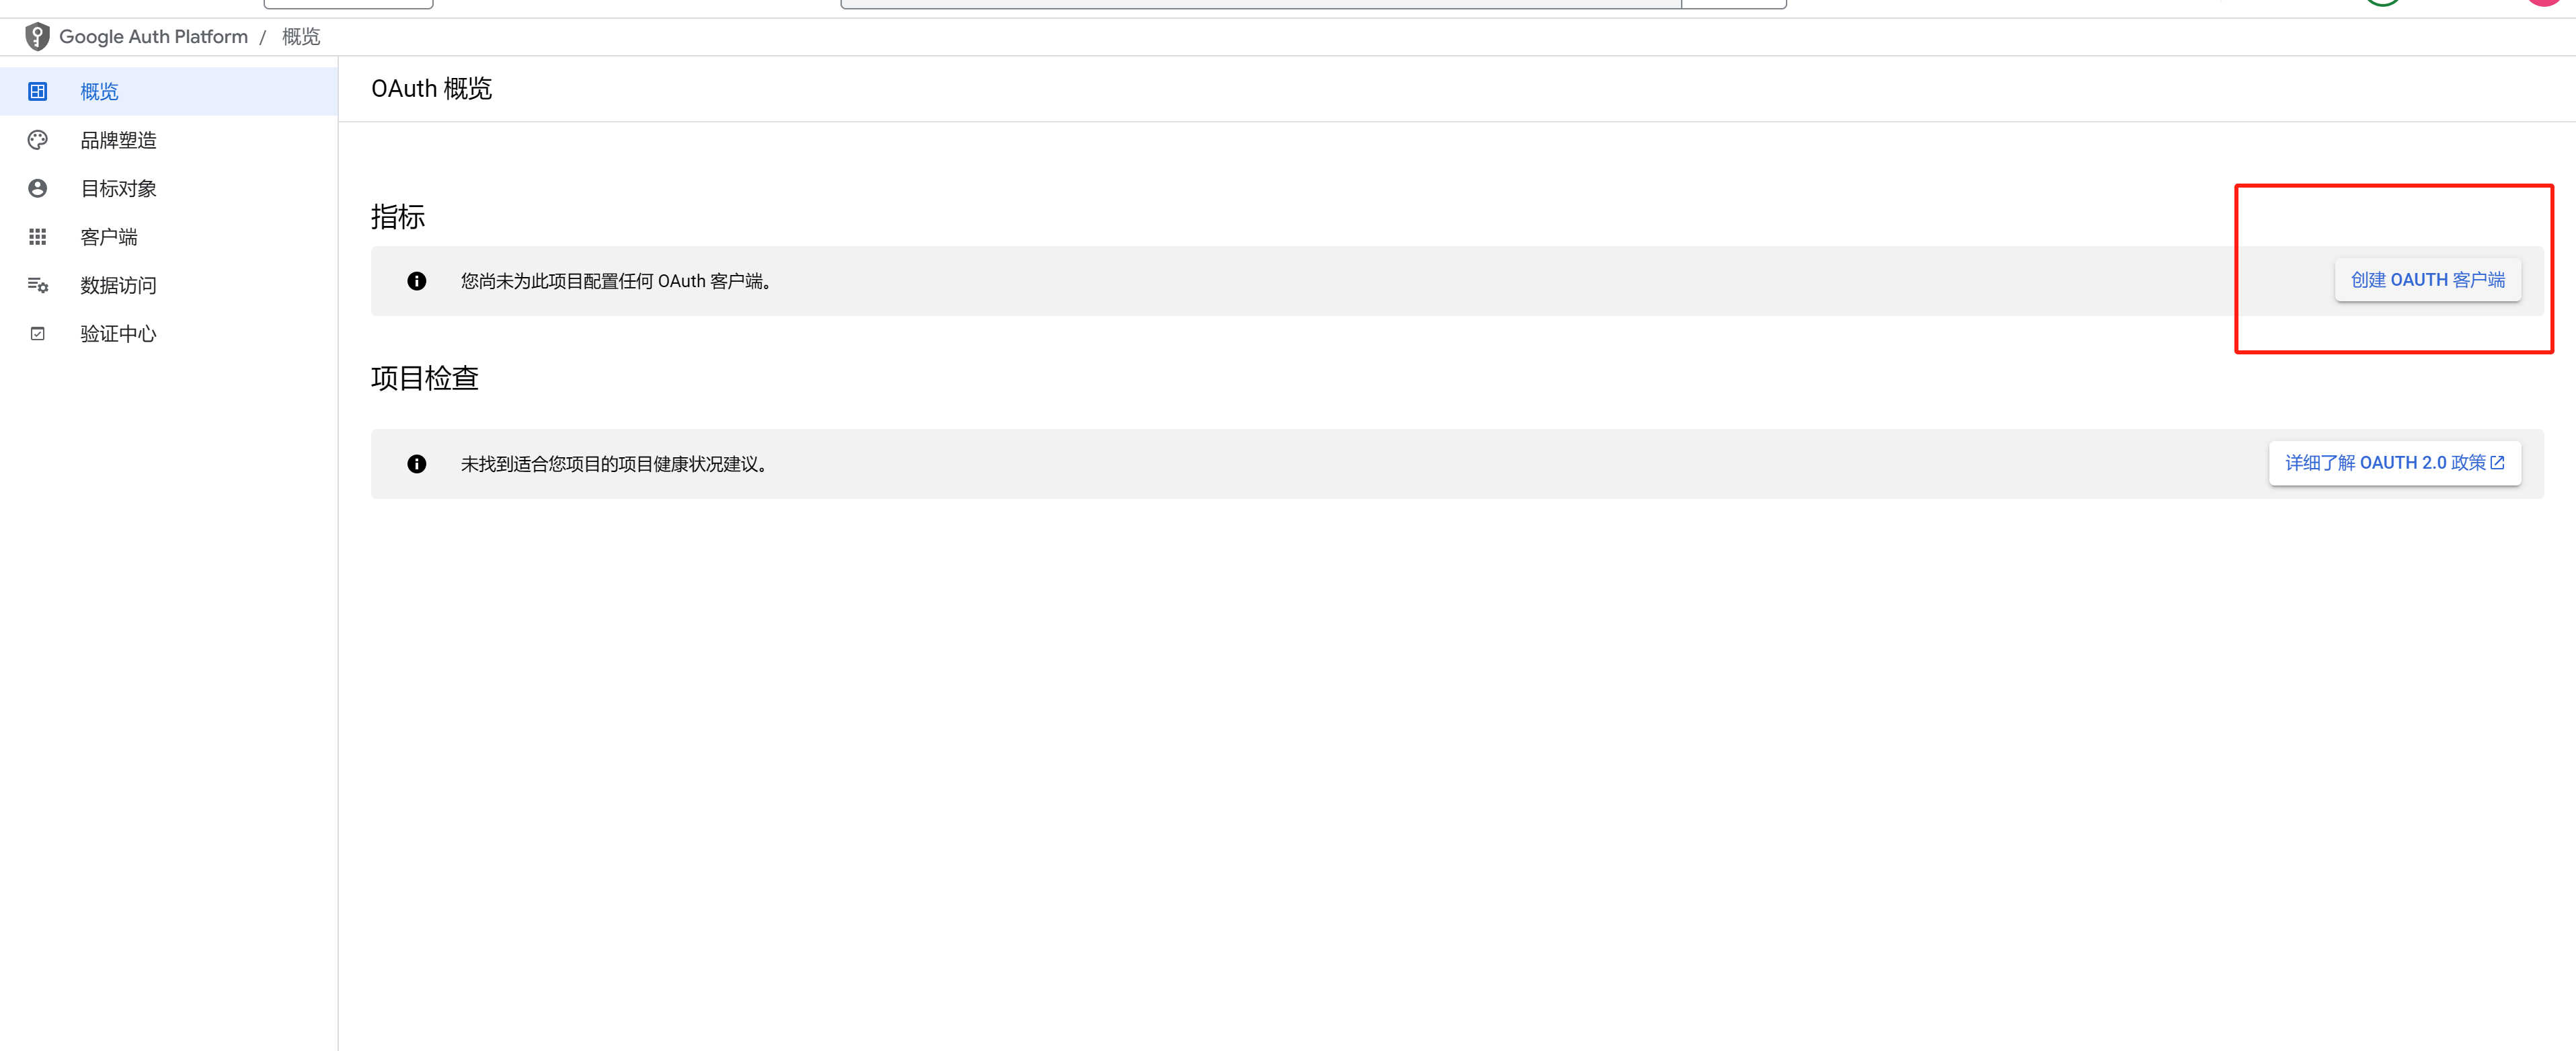 Google Auth Platform / 概览
概览
品牌塑造
目标对象
客户端
数据访问
验证中心
OAuth 概览
指标
您尚未为此项目配置任何 OAuth 客户端。
创建 OAUTH 客户端
项目检查
未找到适合您项目的项目健康状况建议。
详细了解 OAUTH 2.0 政策